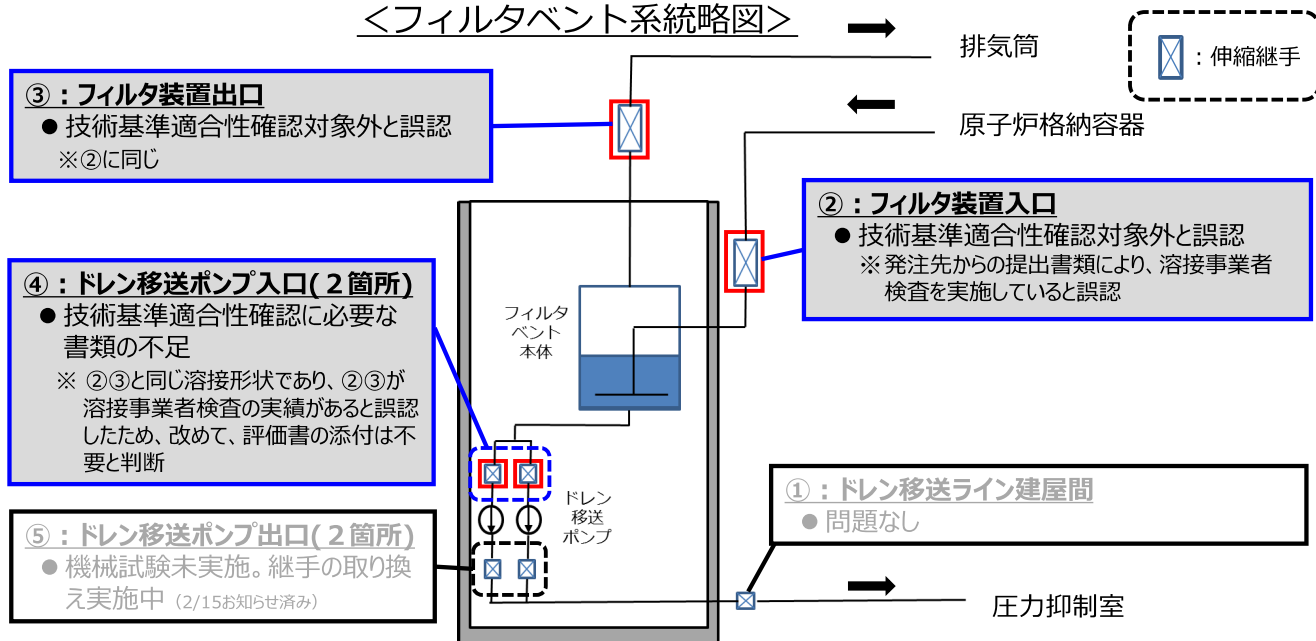 <フィルタベント系統略図>
排気筒
：伸縮継手
原子炉格納容器
③：フィルタ装置出口
● 技術基準適合性確認対象外と誤認
※②に同じ
②：フィルタ装置入口
● 技術基準適合性確認対象外と誤認
※ 発注先からの提出書類により、溶接事業者
検査を実施していると誤認
④：ドレン移送ポンプ入口(２箇所)
● 技術基準適合性確認に必要な
書類の不足
※ ②③と同じ溶接形状であり、②③が
溶接事業者検査の実績があると誤認
したため、改めて、評価書の添付は不
要と判断
フィルタ
ベント
本体
ドレン
移送
ポンプ
①：ドレン移送ライン建屋間
● 問題なし
⑤：ドレン移送ポンプ出口(２箇所)
● 機械試験未実施。継手の取り換
え実施中（2/15お知らせ済み）
圧力抑制室